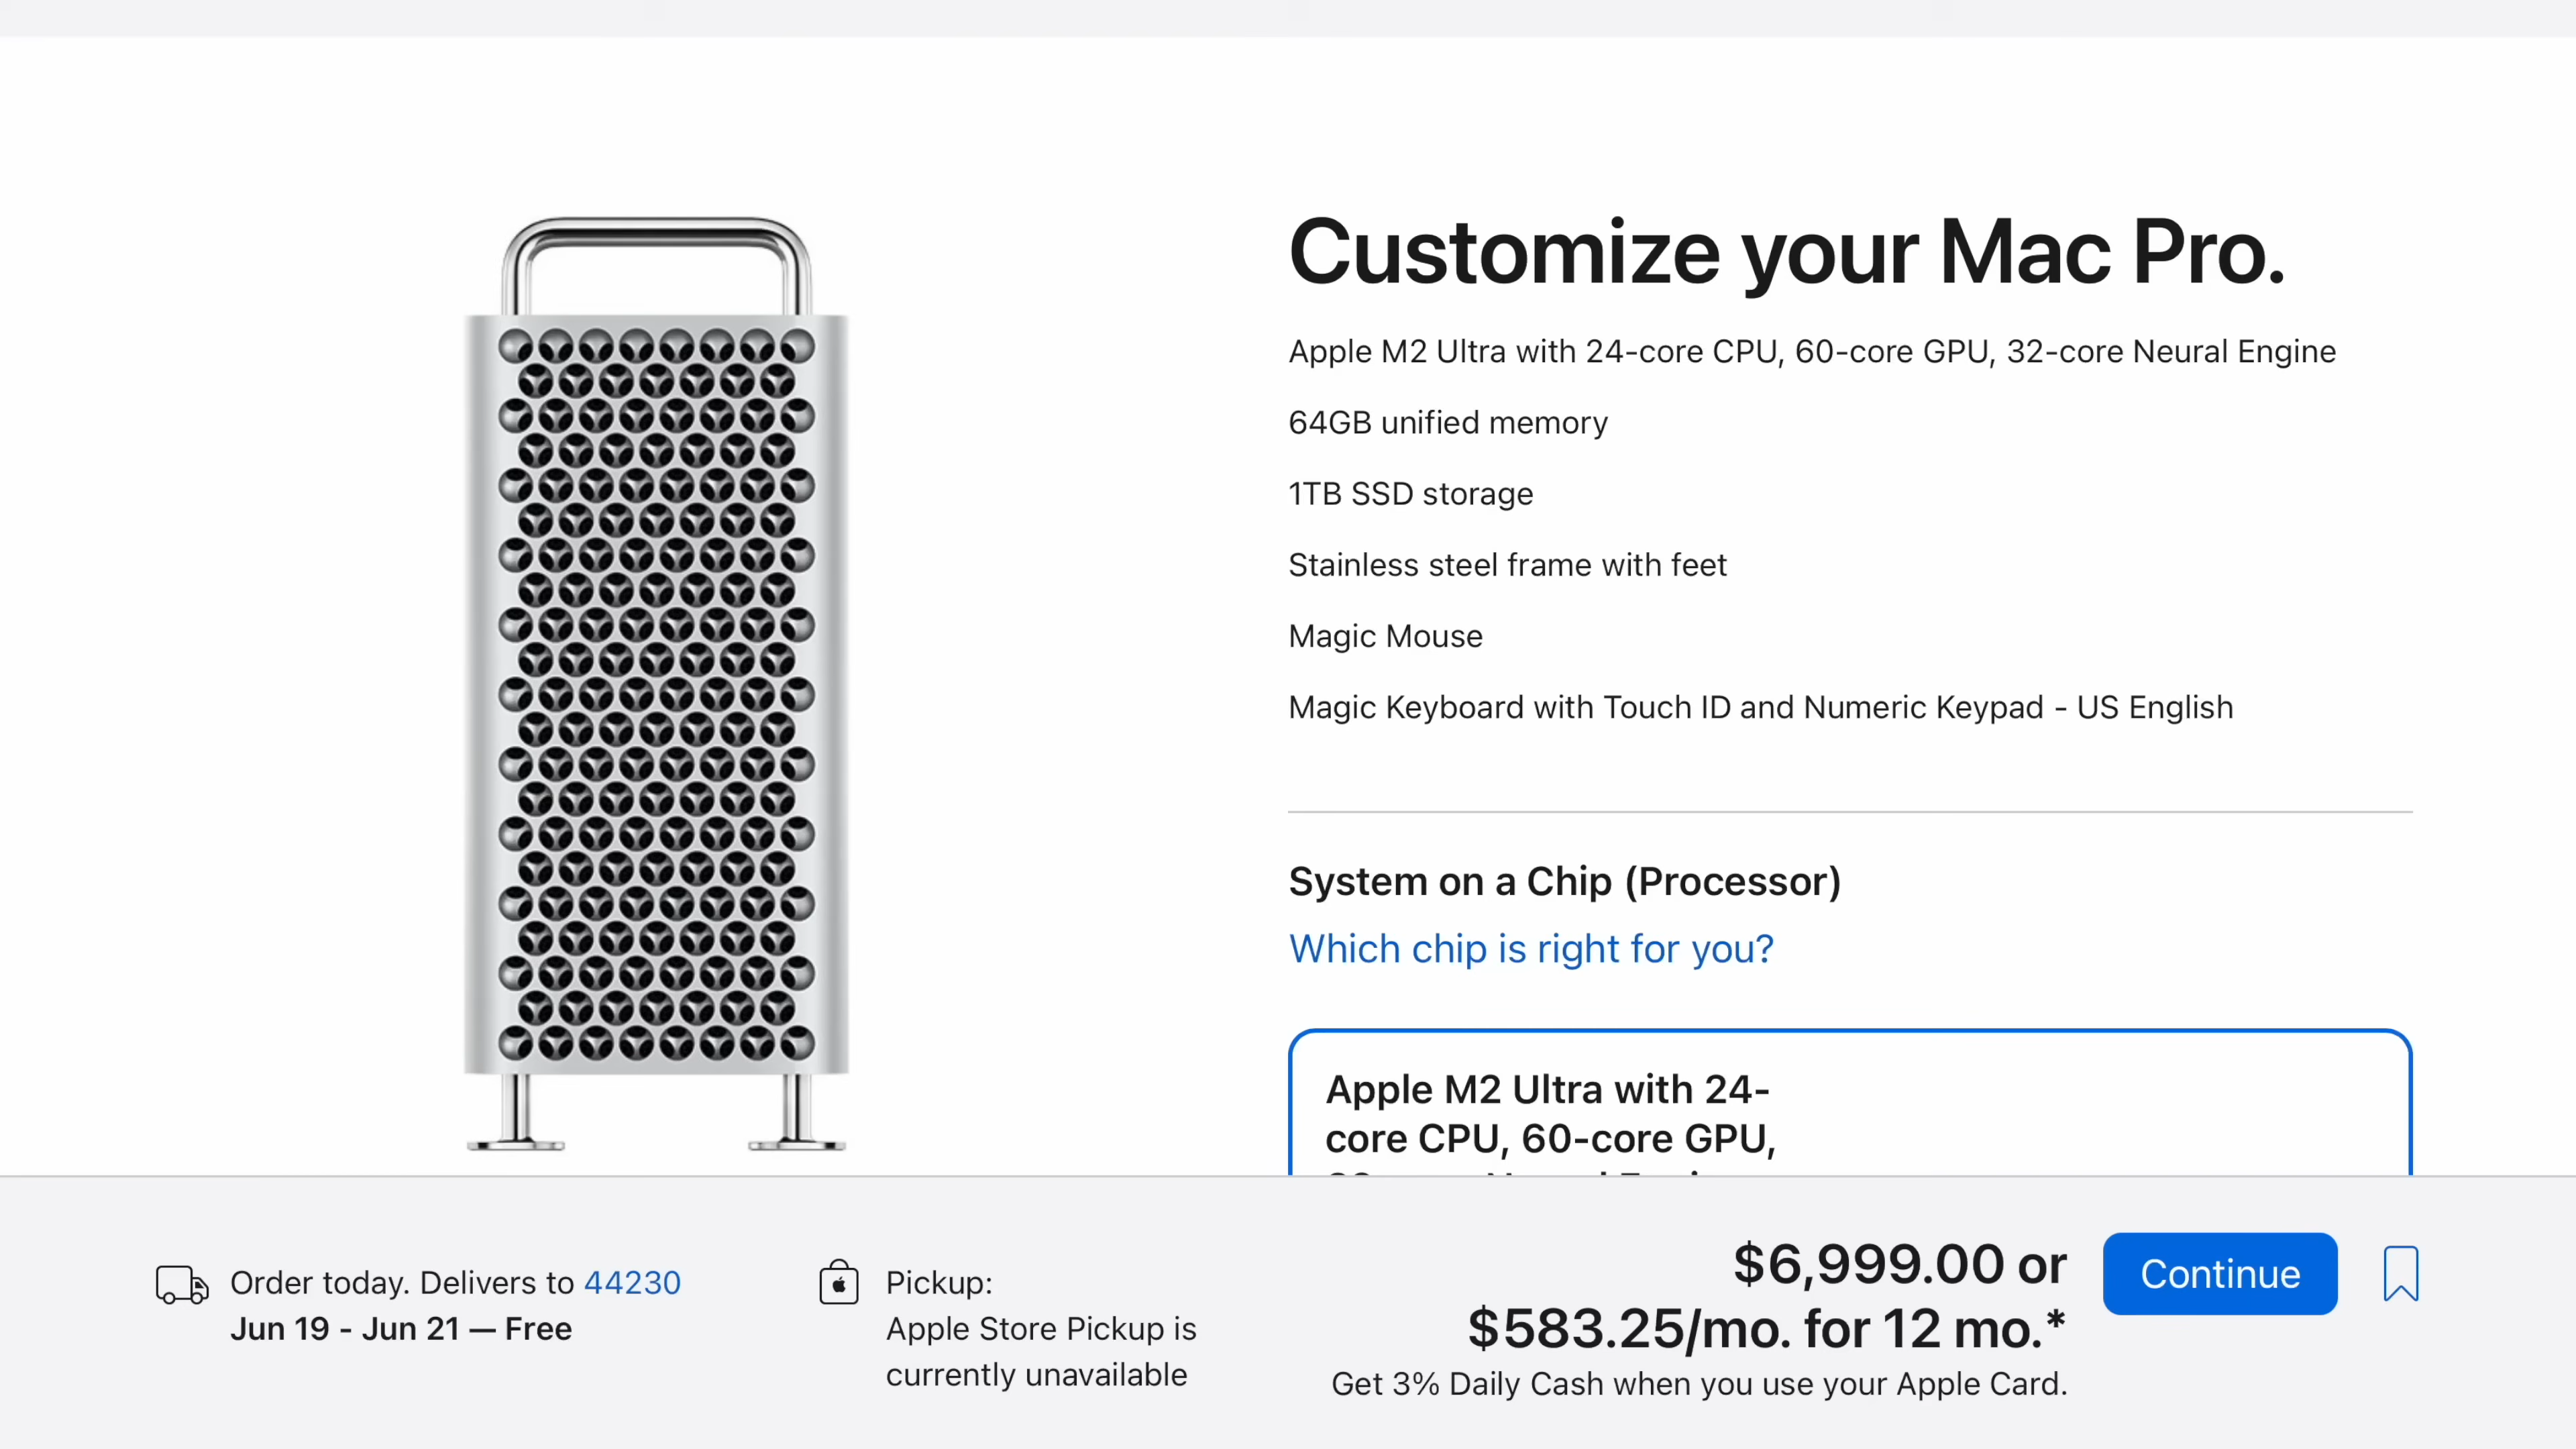 Customize your Mac Pro.
Apple M2 Ultra with 24-core CPU, 60-core GPU, 32-core Neural Engine
64GB unified memory
1TB SSD storage
Stainless steel frame with feet
Magic Mouse
Magic Keyboard with Touch ID and Numeric Keypad - US English
System on a Chip (Processor)
Which chip is right for you?
Apple M2 Ultra with 24-
core CPU, 60-core GPU,
Order today. Delivers to 44230
Jun 19 - Jun 21 — Free
Pickup:
Apple Store Pickup is
currently unavailable
$6,999.00 or
$583.25/mo. for 12 mo.*
Get 3% Daily Cash when you use your Apple Card.
Continue